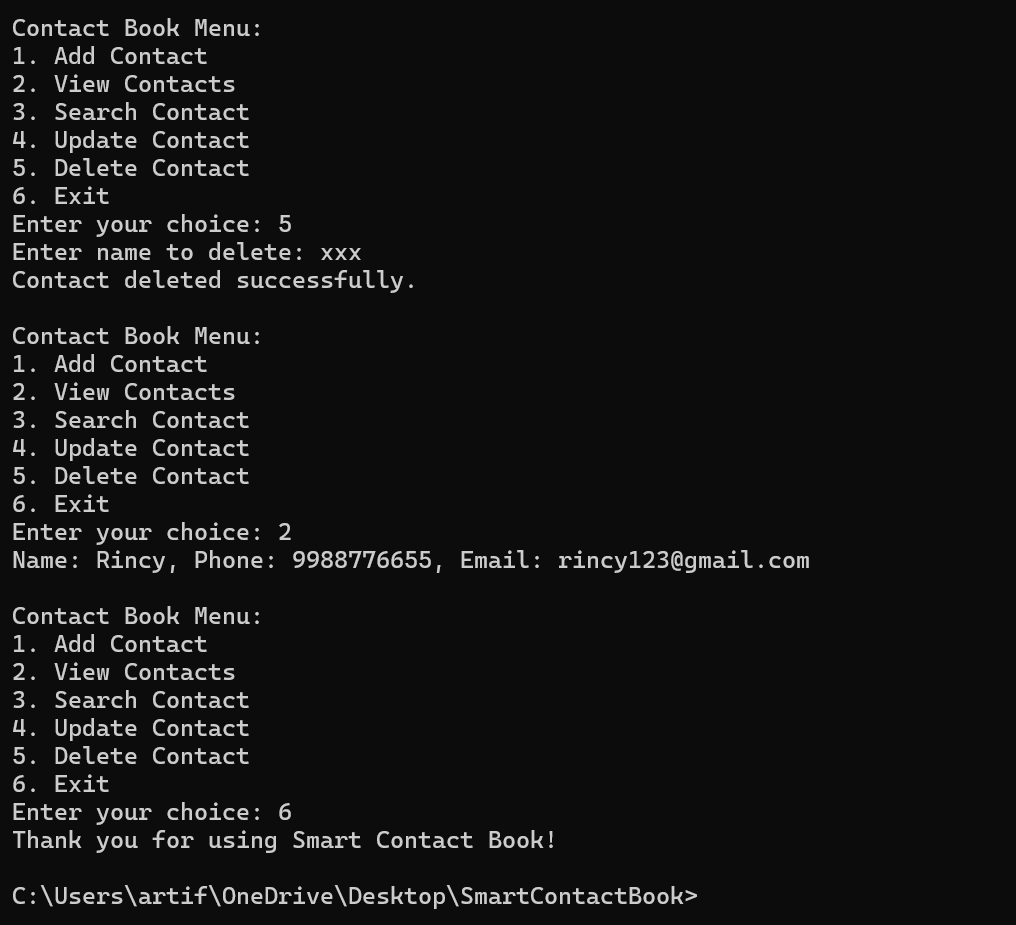 Contact Book Menu:
1. Add Contact
2. View Contacts
3. Search Contact
4. Update Contact
5. Delete Contact
6. Exit
Enter your choice: 5
Enter name to delete: xxx
Contact deleted successfully.

Contact Book Menu:
1. Add Contact
2. View Contacts
3. Search Contact
4. Update Contact
5. Delete Contact
6. Exit
Enter your choice: 2
Name: Rincy, Phone: 9988776655, Email: rincy123@gmail.com

Contact Book Menu:
1. Add Contact
2. View Contacts
3. Search Contact
4. Update Contact
5. Delete Contact
6. Exit
Enter your choice: 6
Thank you for using Smart Contact Book!

C:\Users\artif\OneDrive\Desktop\SmartContactBook>